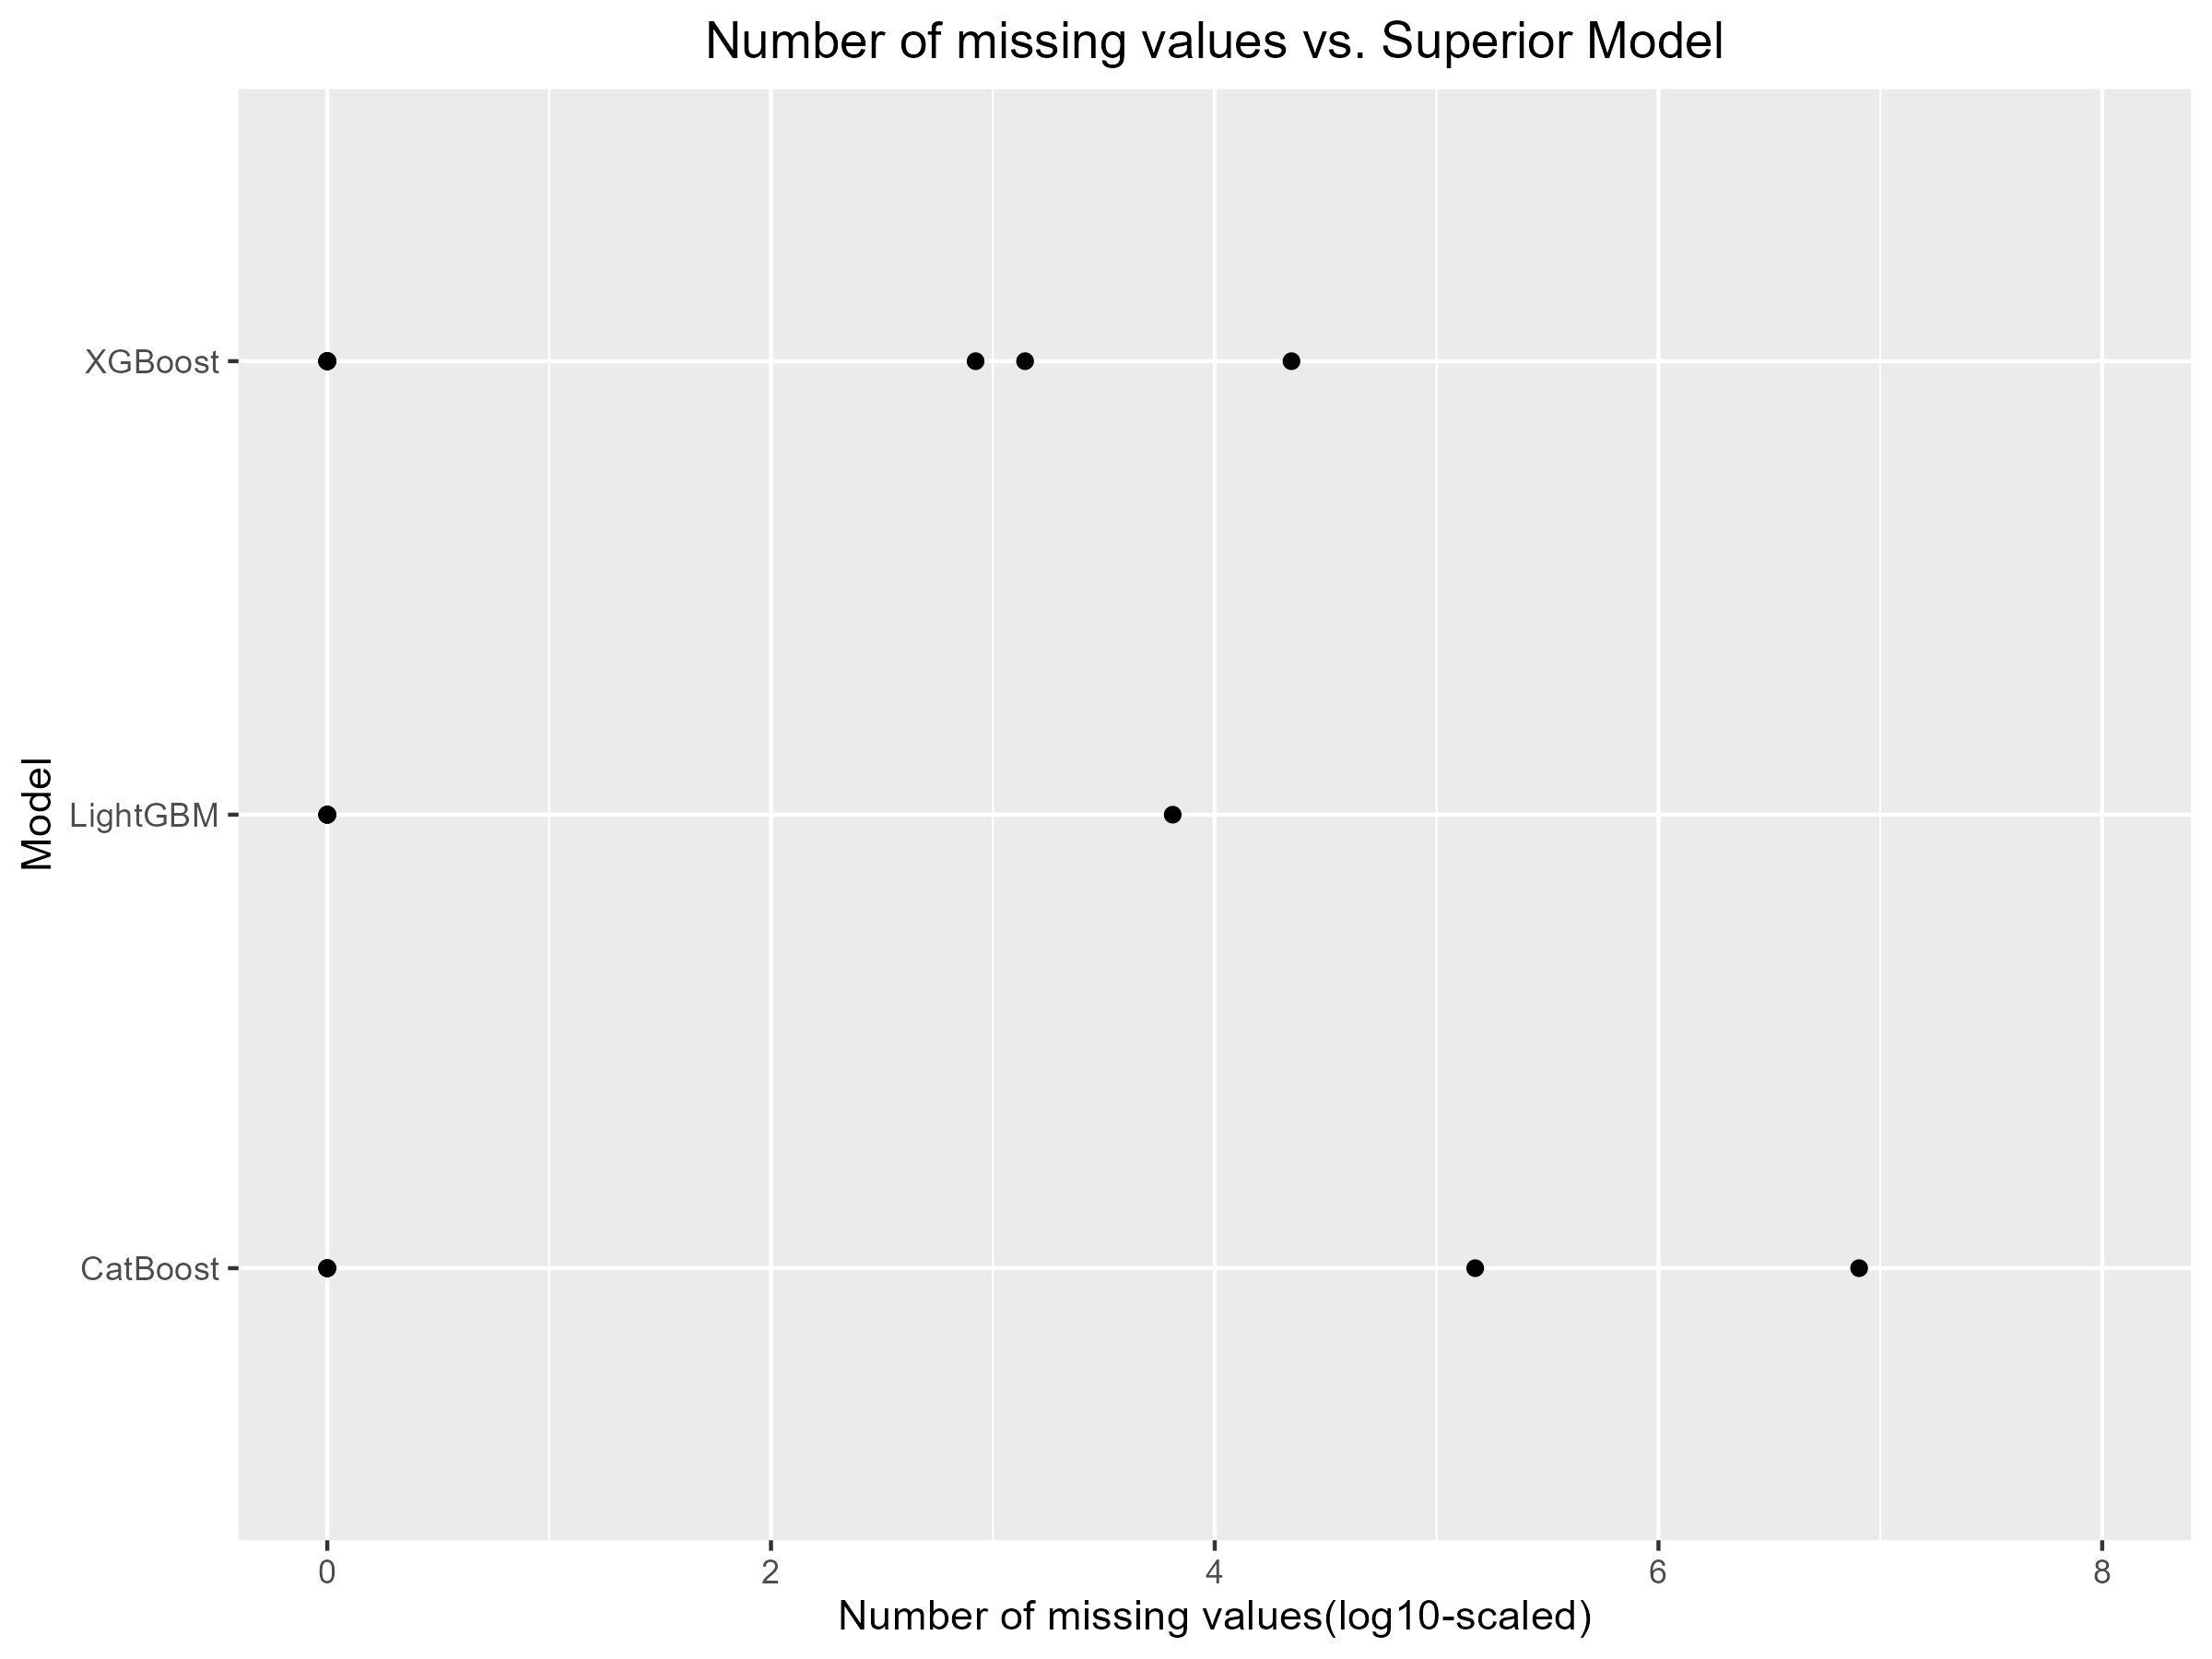 Number of missing values vs. Superior Model
Model
XGBoost
LightGBM
CatBoost
0 2 4 6 8
Number of missing values(log10-scaled)